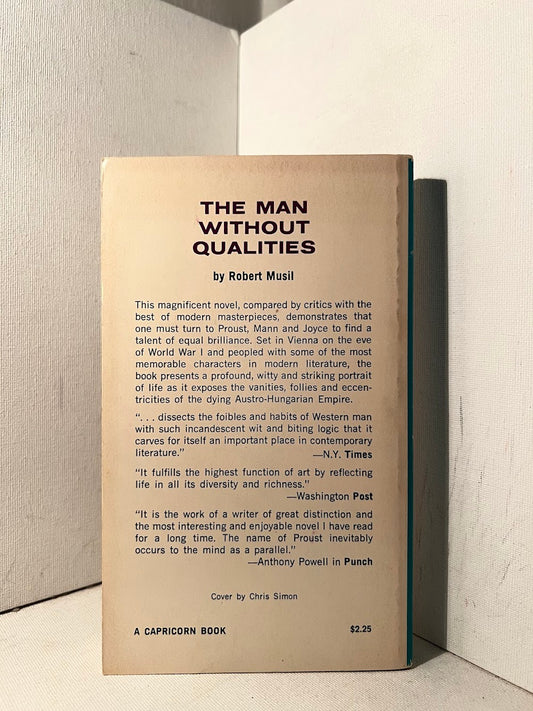 THE MAN
WITHOUT
QUALITIES
by Robert Musil
This magnificent novel, compared by critics with the
best of modern masterpieces, demonstrates that
one must turn to Proust, Mann and Joyce to find a
talent of equal brilliance. Set in Vienna on the eve
of World War I and peopled with some of the most
memorable characters in modern literature, the
book presents a profound, witty and striking portrait
of life as it exposes the vanities, follies and eccen-
tricities of the dying Austro-Hungarian Empire.
“. . . dissects the foibles and habits of Western man
with such incandescent wit and biting logic that it
carves for itself an important place in contemporary
literature.” —N.Y. Times
“It fulfills the highest function of art by reflecting
life in all its diversity and richness.”
—Washington Post
“It is the work of a writer of great distinction and
the most interesting and enjoyable novel I have read
for a long time. The name of Proust inevitably
occurs to the mind as a parallel.”
—Anthony Powell in Punch
Cover by Chris Simon
A CAPRICORN BOOK $2.25